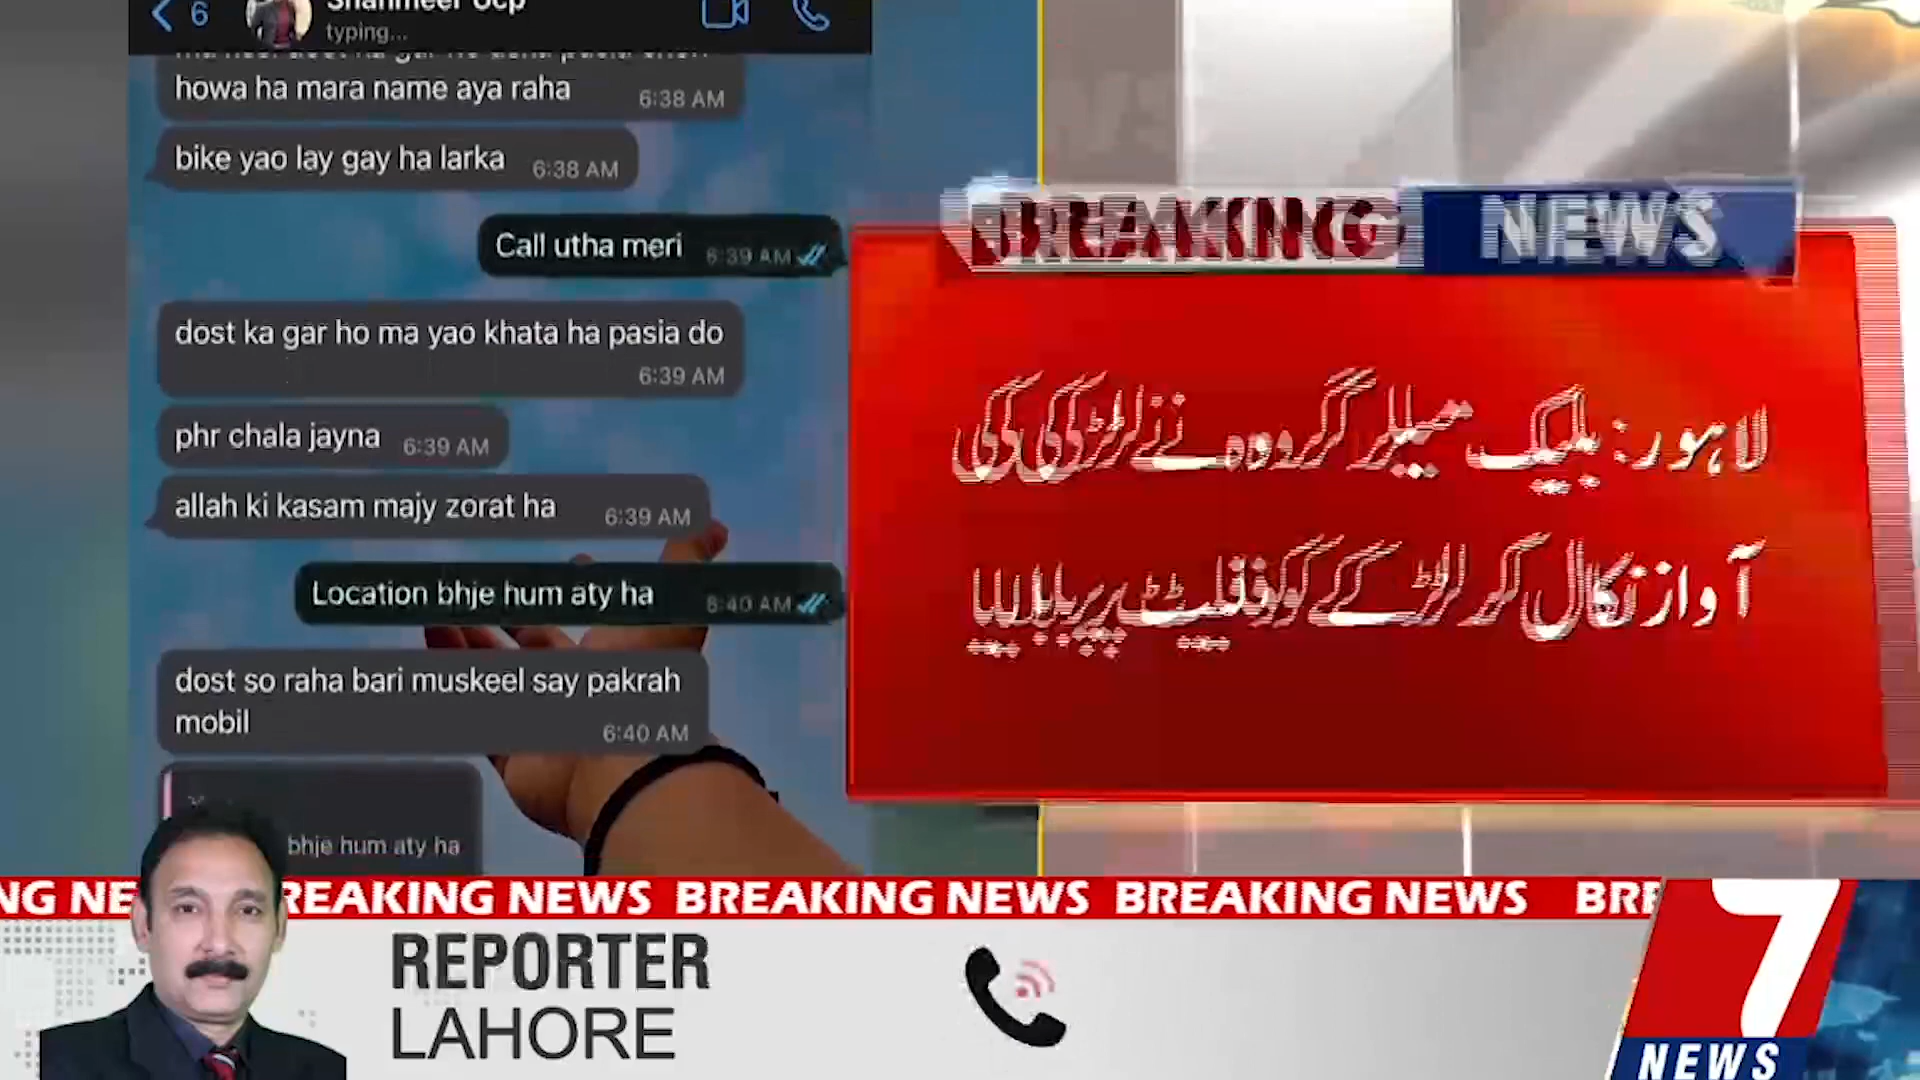 6
typing...
howa ha mara name aya raha
6:38 AM
bike yao lay gay ha larka
6:38 AM
Call utha meri
6:39 AM
dost ka gar ho ma yao khata ha pasia do
6:39 AM
phr chala jayna
6:39 AM
allah ki kasam majy zorat ha
6:39 AM
Location bhje hum aty ha
6:40 AM
dost so raha bari muskeel say pakrah
mobil
6:40 AM
bhje hum aty ha
BREAKING NEWS
لاہور: بلیک میلر گروہ نے لڑکی کی
آواز نکال کر لڑکے کو فلیٹ پر بلایا
NG NE REAKING NEWS BREAKING NEWS BREAKING NEWS BRE
REPORTER
LAHORE
7
NEWS